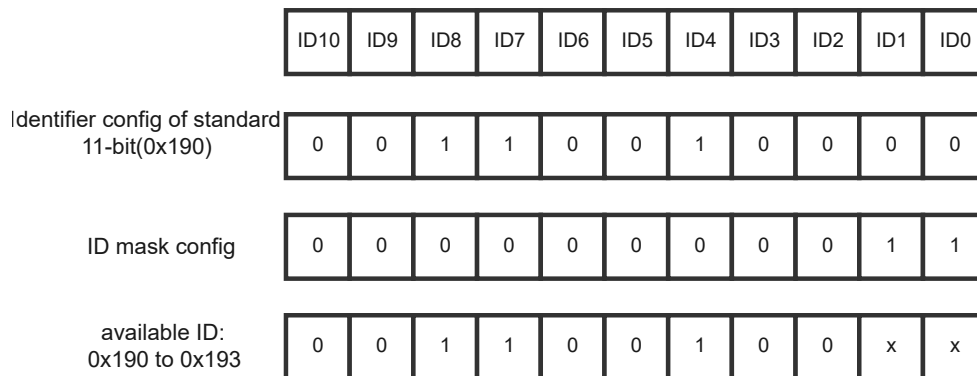 ID10 ID9 ID8 ID7 ID6 ID5 ID4 ID3 ID2 ID1 ID0
Identifier config of standard
11-bit(0x190)
0 0 1 1 0 0 1 0 0 0 0
ID mask config
0 0 0 0 0 0 0 0 0 1 1
available ID:
0x190 to 0x193
0 0 1 1 0 0 1 0 0 x x